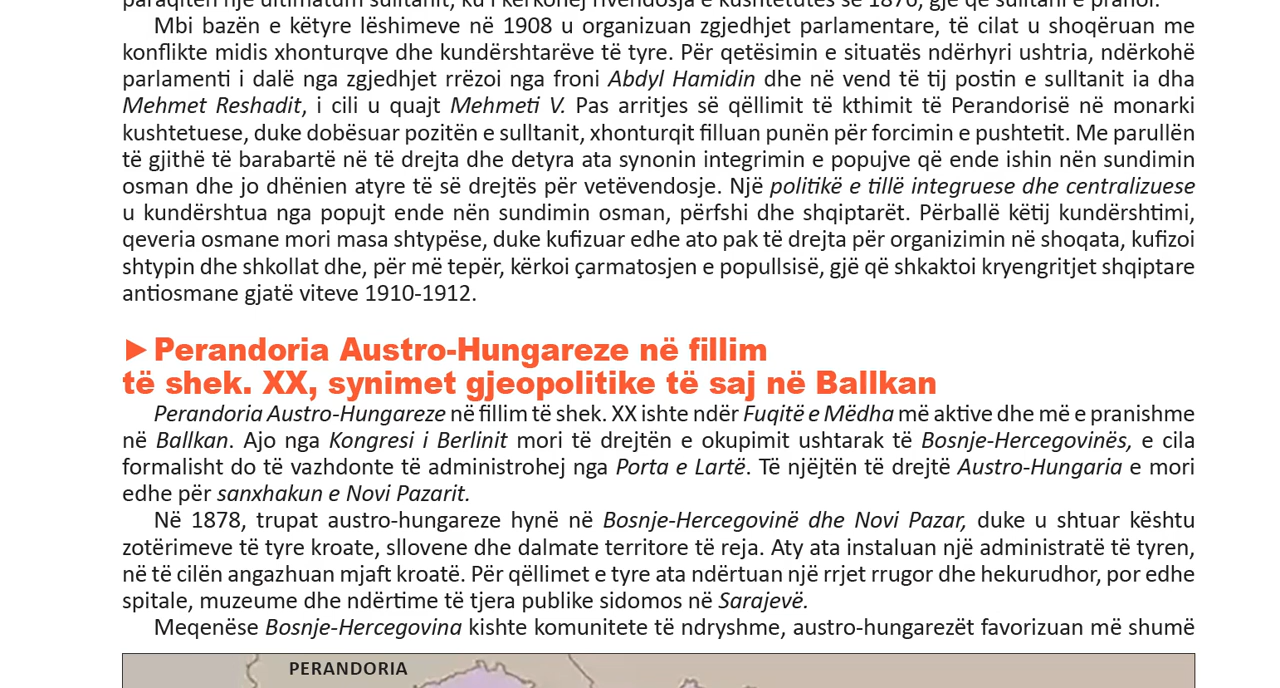 paraqitën një ultimatum sulltanit, ku i kërkohej rivendosja e kushtetutës së 1876, gjë që sulltani e pranoi.
Mbi bazën e këtyre lëshimeve në 1908 u organizuan zgjedhjet parlamentare, të cilat u shoqëruan me
konflikte midis xhonturqve dhe kundërshtarëve të tyre. Për qetësimin e situatës ndërhyri ushtria, ndërkohë
parlamenti i dalë nga zgjedhjet rrëzoi nga froni Abdyl Hamidin dhe në vend të tij postin e sulltanit ia dha
Mehmet Reshadit, i cili u quajt Mehmeti V. Pas arritjes së qëllimit të kthimit të Perandorisë në monarki
kushtetuese, duke dobësuar pozitën e sulltanit, xhonturqit filluan punën për forcimin e pushtetit. Me parullën
të gjithë të barabartë në të drejta dhe detyra ata synonin integrimin e popujve që ende ishin nën sundimin
osman dhe jo dhënien atyre të së drejtës për vetëvendosje. Një politikë e tillë integruese dhe centralizuese
u kundërshtua nga popujt ende nën sundimin osman, përfshi dhe shqiptarët. Përballë këtij kundërshtimi,
qeveria osmane mori masa shtypëse, duke kufizuar edhe ato pak të drejta për organizimin në shoqata, kufizoi
shtypin dhe shkollat dhe, për më tepër, kërkoi çarmatosjen e popullsisë, gjë që shkaktoi kryengritjet shqiptare
antiosmane gjatë viteve 1910-1912.
►Perandoria Austro-Hungareze në fillim
të shek. XX, synimet gjeopolitike të saj në Ballkan
Perandoria Austro-Hungareze në fillim të shek. XX ishte ndër Fuqitë e Mëdha më aktive dhe më e pranishme
në Ballkan. Ajo nga Kongresi i Berlinit mori të drejtën e okupimit ushtarak të Bosnje-Hercegovinës, e cila
formalisht do të vazhdonte të administrohej nga Porta e Lartë. Të njëjtën të drejtë Austro-Hungaria e mori
edhe për sanxhakun e Novi Pazarit.
Në 1878, trupat austro-hungareze hynë në Bosnje-Hercegovinë dhe Novi Pazar, duke u shtuar kështu
zotërimeve të tyre kroate, sllovene dhe dalmate territore të reja. Aty ata instaluan një administratë të tyren,
në të cilën angazhuan mjaft kroatë. Për qëllimet e tyre ata ndërtuan një rrjet rrugor dhe hekurudhor, por edhe
spitale, muzeume dhe ndërtime të tjera publike sidomos në Sarajevë.
Meqenëse Bosnje-Hercegovina kishte komunitete të ndryshme, austro-hungarezët favorizuan më shumë
PERANDORIA